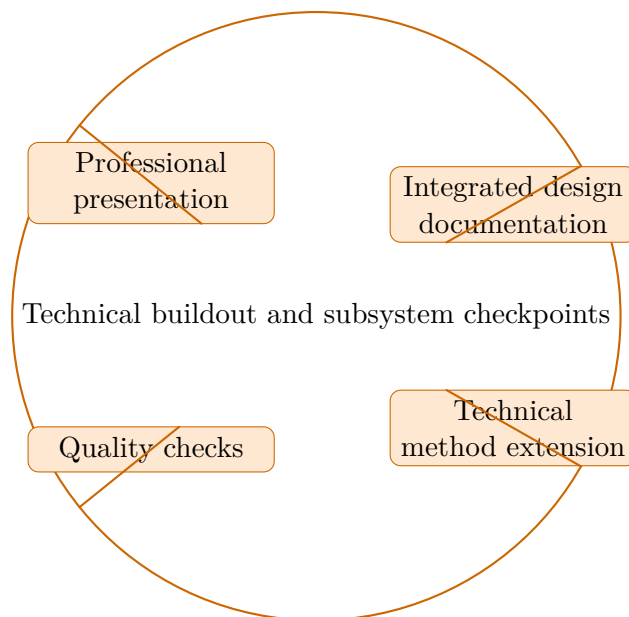 Professional
presentation
Integrated design
documentation
Technical buildout and subsystem checkpoints
Quality checks
Technical
method extension